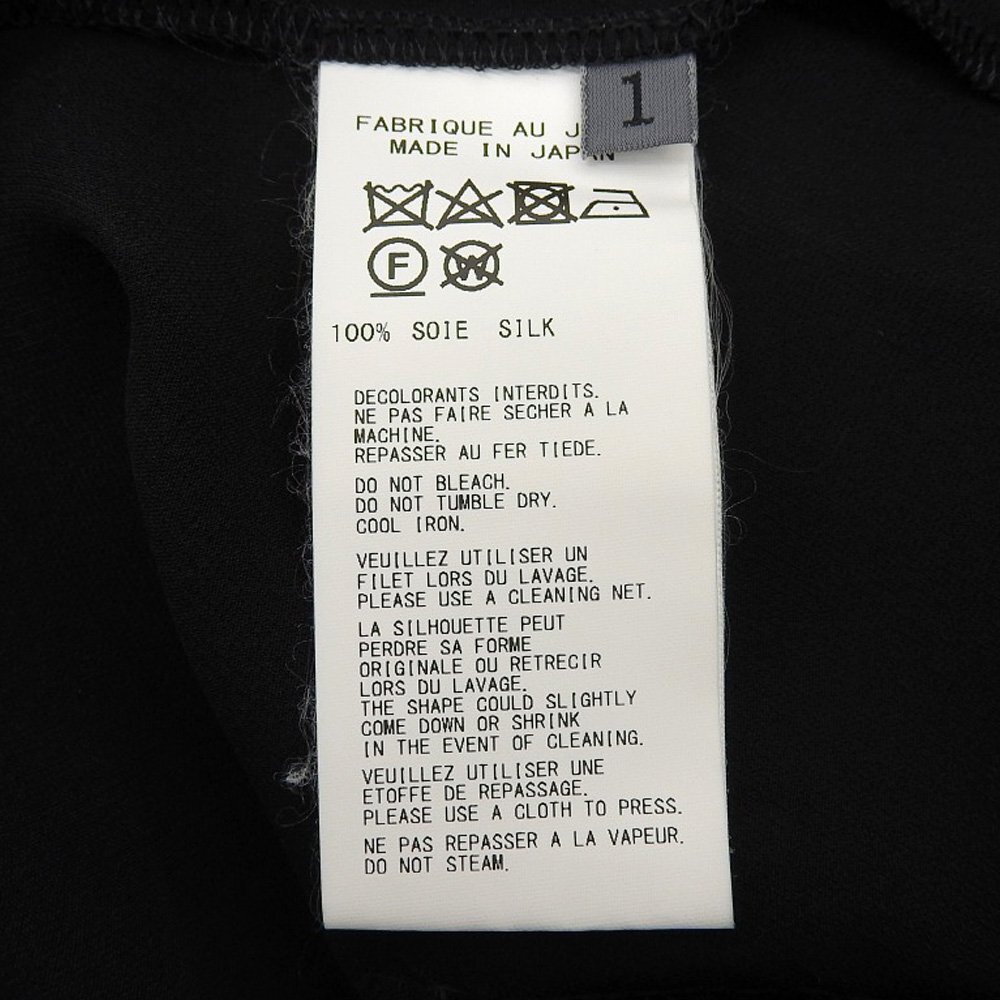 1
FABRIQUE AU
MADE IN JAPAN
F
W
100% SOIE SILK
DECOLORANTS INTERDITS.
NE PAS FAIRE SECHER A LA
MACHINE.
REPASSER AU FER TIEDE.
DO NOT BLEACH.
DO NOT TUMBLE DRY.
COOL IRON.
VEUILLEZ UTILISER UN
FILET LORS DU LAVAGE.
PLEASE USE A CLEANING NET.
LA SILHOUETTE PEUT
PERDRE SA FORME
ORIGINALE OU RETRECIR
LORS DU LAVAGE.
THE SHAPE COULD SLIGHTLY
COME DOWN OR SHRINK
IN THE EVENT OF CLEANING.
VEUILLEZ UTILISER UNE
ETOFFE DE REPASSAGE.
PLEASE USE A CLOTH TO PRESS.
NE PAS REPASSER A LA VAPEUR.
DO NOT STEAM.